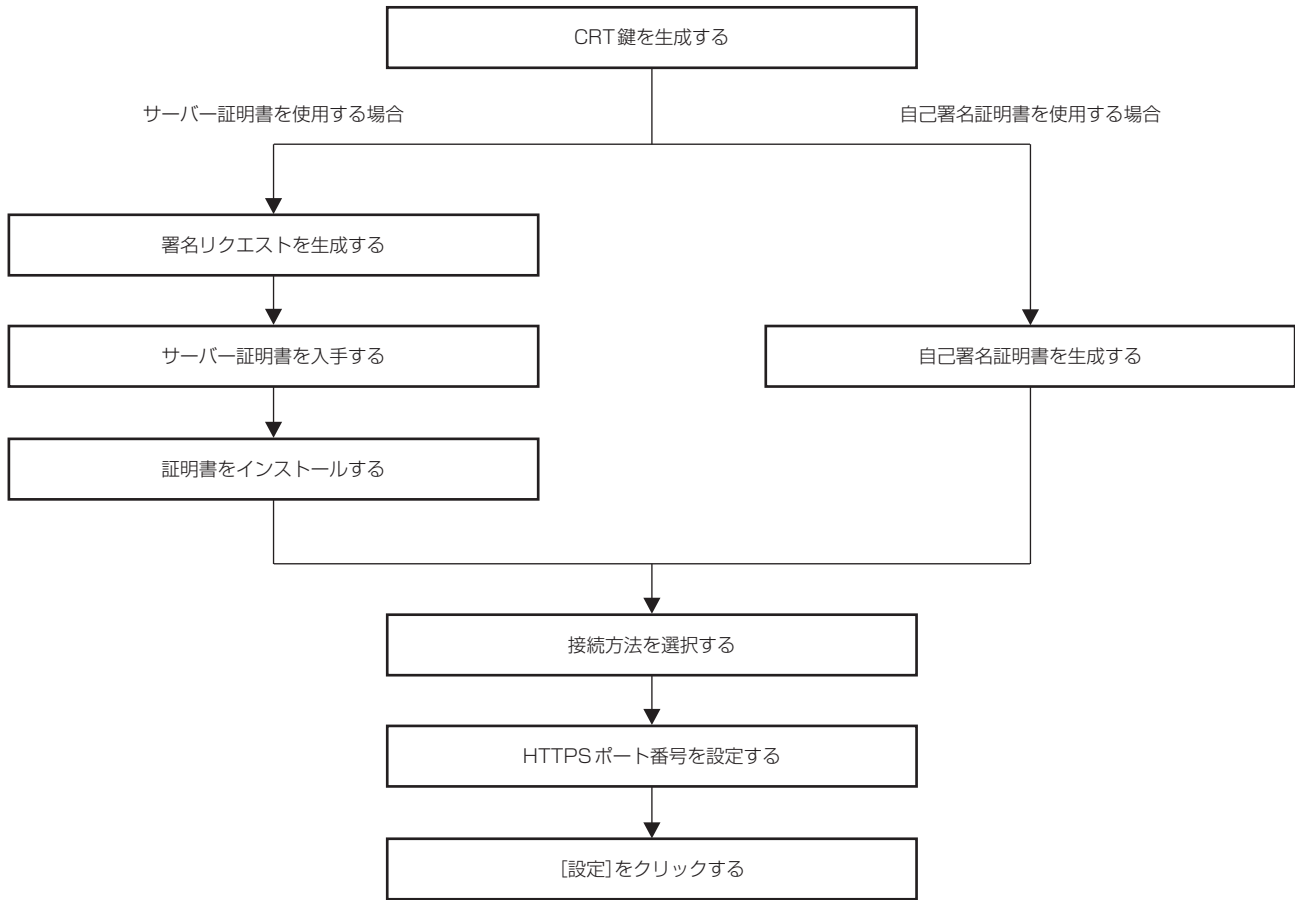 CRT鍵を生成する
サーバー証明書を使用する場合
自己署名証明書を使用する場合
署名リクエストを生成する
サーバー証明書を入手する
自己署名証明書を生成する
証明書をインストールする
接続方法を選択する
HTTPSポート番号を設定する
[設定]をクリックする